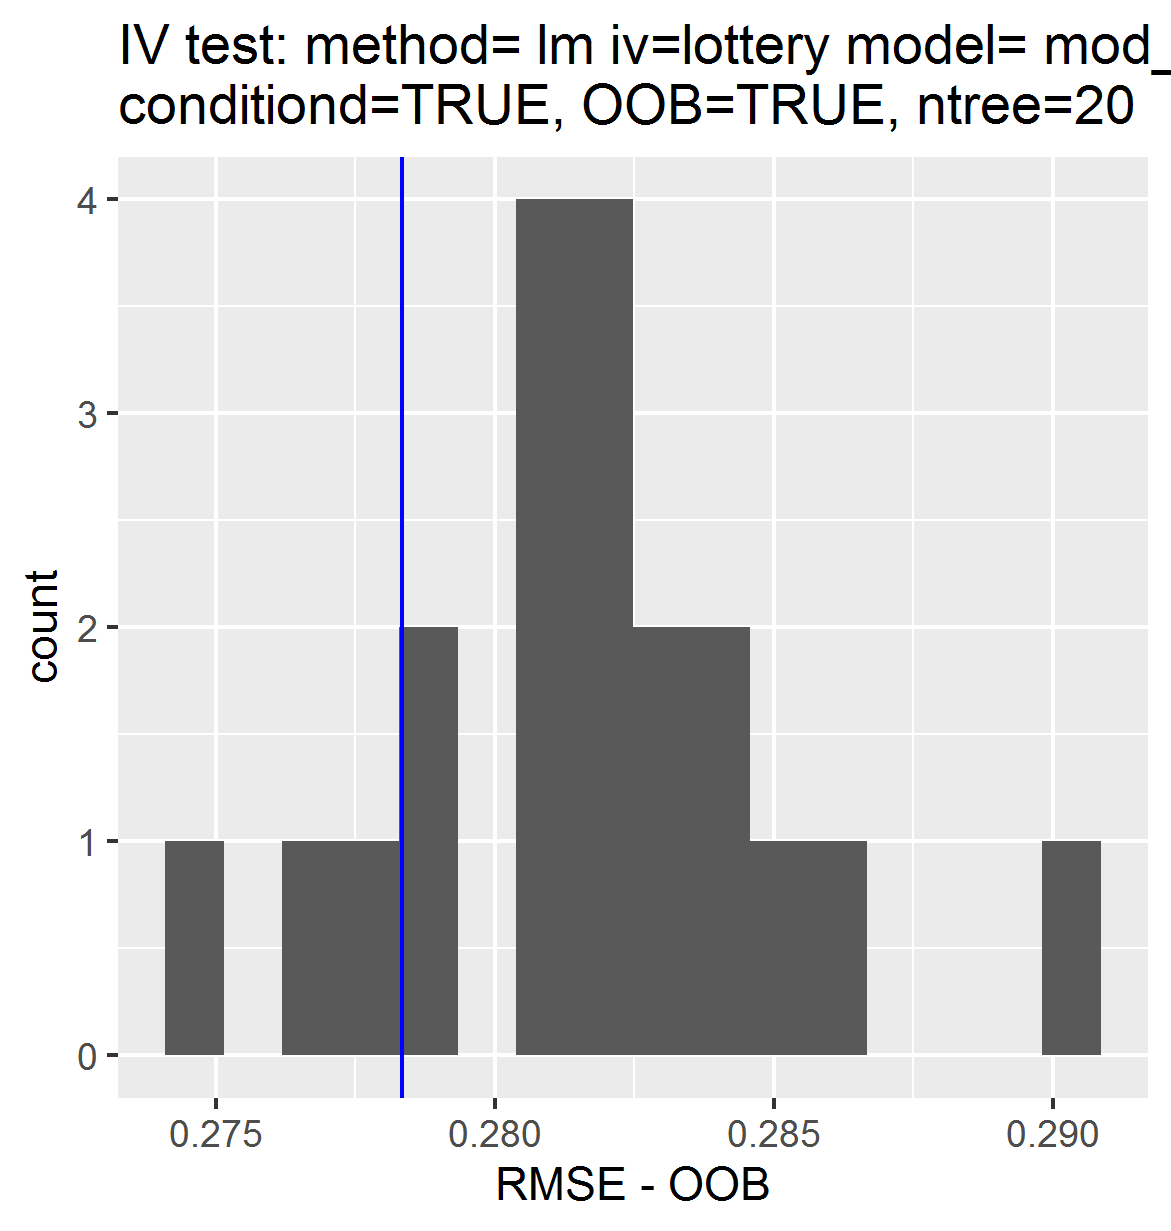 IV test: method= lm iv=lottery model= mod_
conditiond=TRUE, OOB=TRUE, ntree=20
4
3
2
1
0
count
0.275 0.280 0.285 0.290
RMSE - OOB